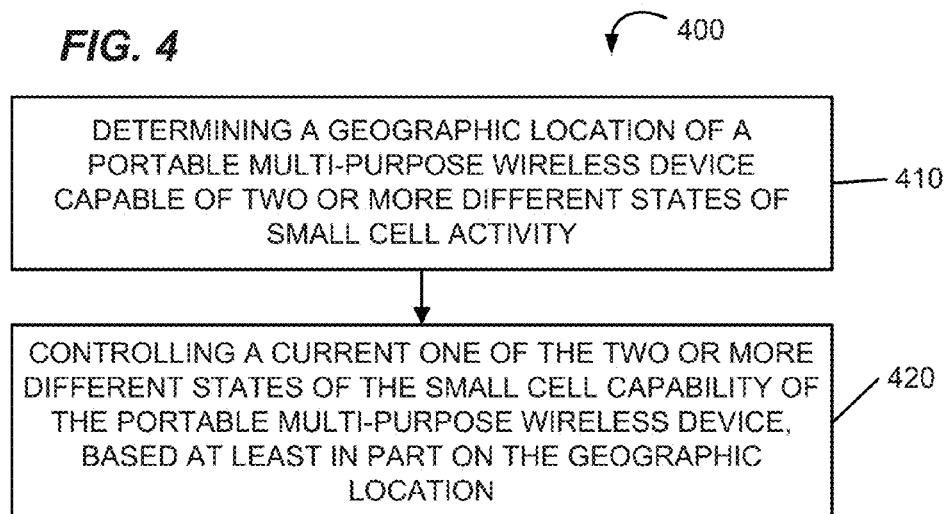 FIG. 4
400
DETERMINING A GEOGRAPHIC LOCATION OF A
PORTABLE MULTI-PURPOSE WIRELESS DEVICE
CAPABLE OF TWO OR MORE DIFFERENT STATES OF
SMALL CELL ACTIVITY
410
CONTROLLING A CURRENT ONE OF THE TWO OR MORE
DIFFERENT STATES OF THE SMALL CELL CAPABILITY OF
THE PORTABLE MULTI-PURPOSE WIRELESS DEVICE,
BASED AT LEAST IN PART ON THE GEOGRAPHIC
LOCATION
420